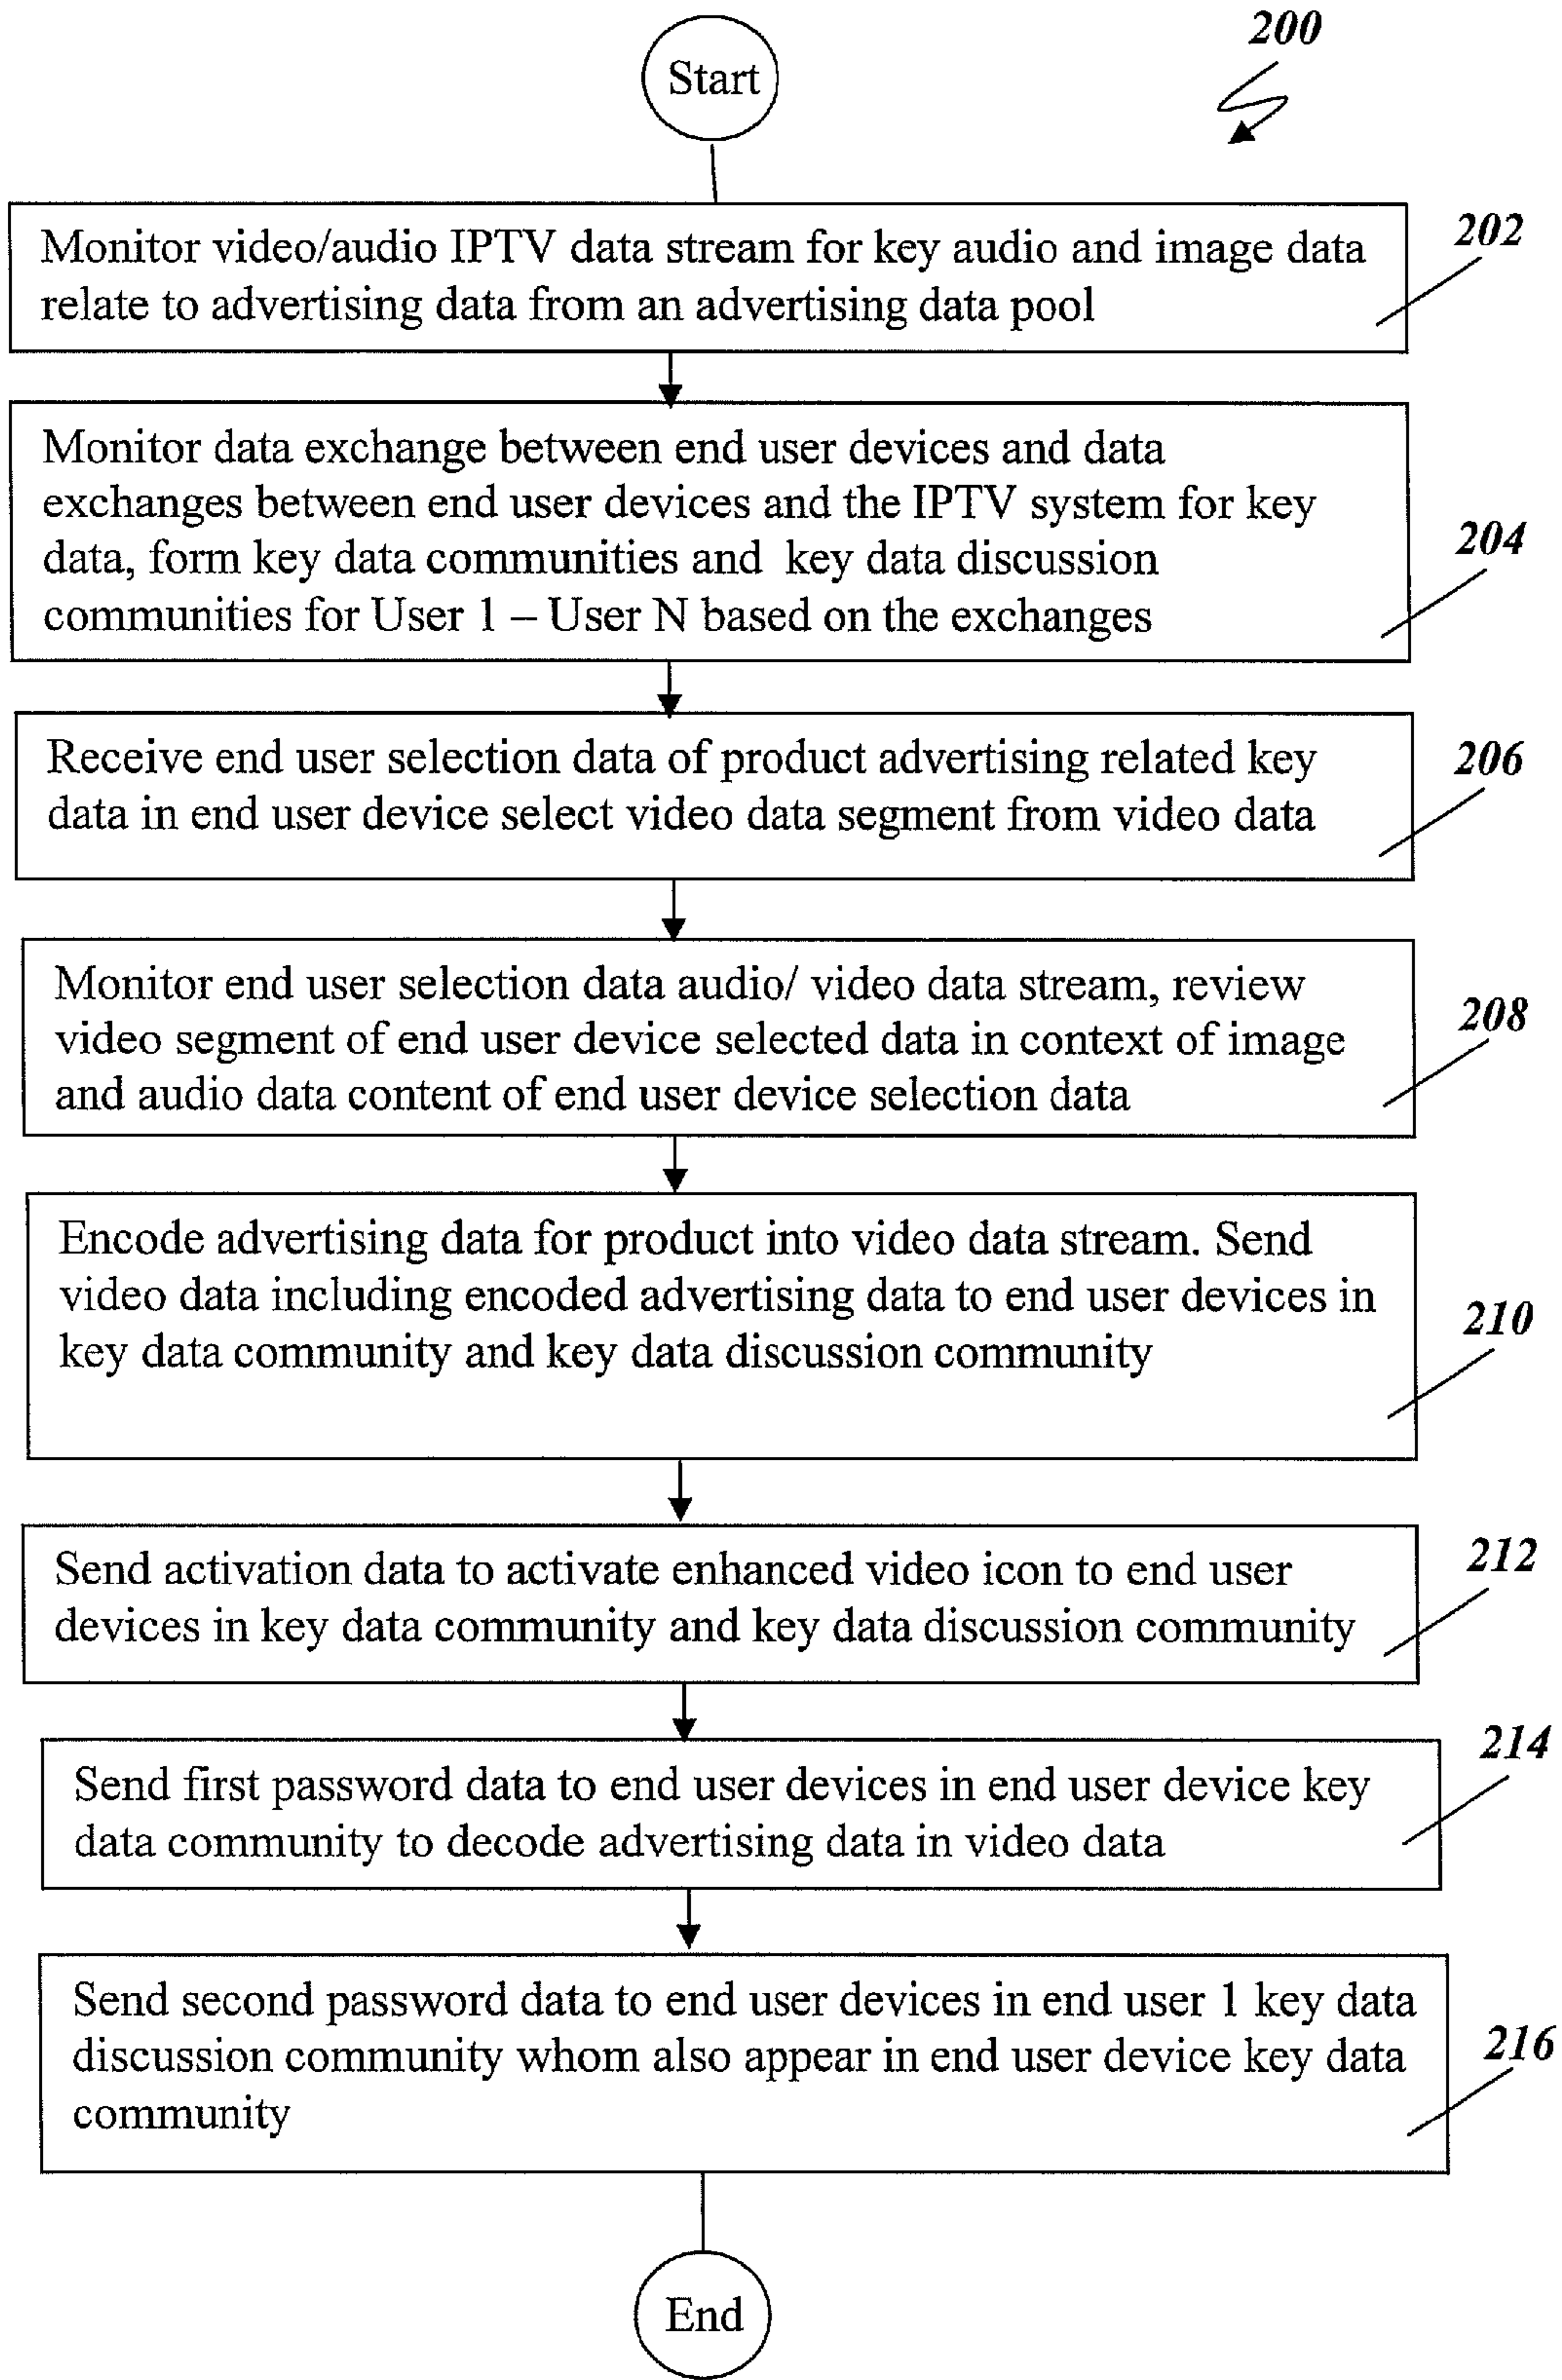 Start
200
Monitor video/audio IPTV data stream for key audio and image data
relate to advertising data from an advertising data pool
202
Monitor data exchange between end user devices and data
exchanges between end user devices and the IPTV system for key
data, form key data communities and key data discussion
communities for User 1 – User N based on the exchanges
204
Receive end user selection data of product advertising related key
data in end user device select video data segment from video data
206
Monitor end user selection data audio/ video data stream, review
video segment of end user device selected data in context of image
and audio data content of end user device selection data
208
Encode advertising data for product into video data stream. Send
video data including encoded advertising data to end user devices in
key data community and key data discussion community
210
Send activation data to activate enhanced video icon to end user
devices in key data community and key data discussion community
212
Send first password data to end user devices in end user device key
data community to decode advertising data in video data
214
Send second password data to end user devices in end user 1 key data
discussion community whom also appear in end user device key data
community
216
End